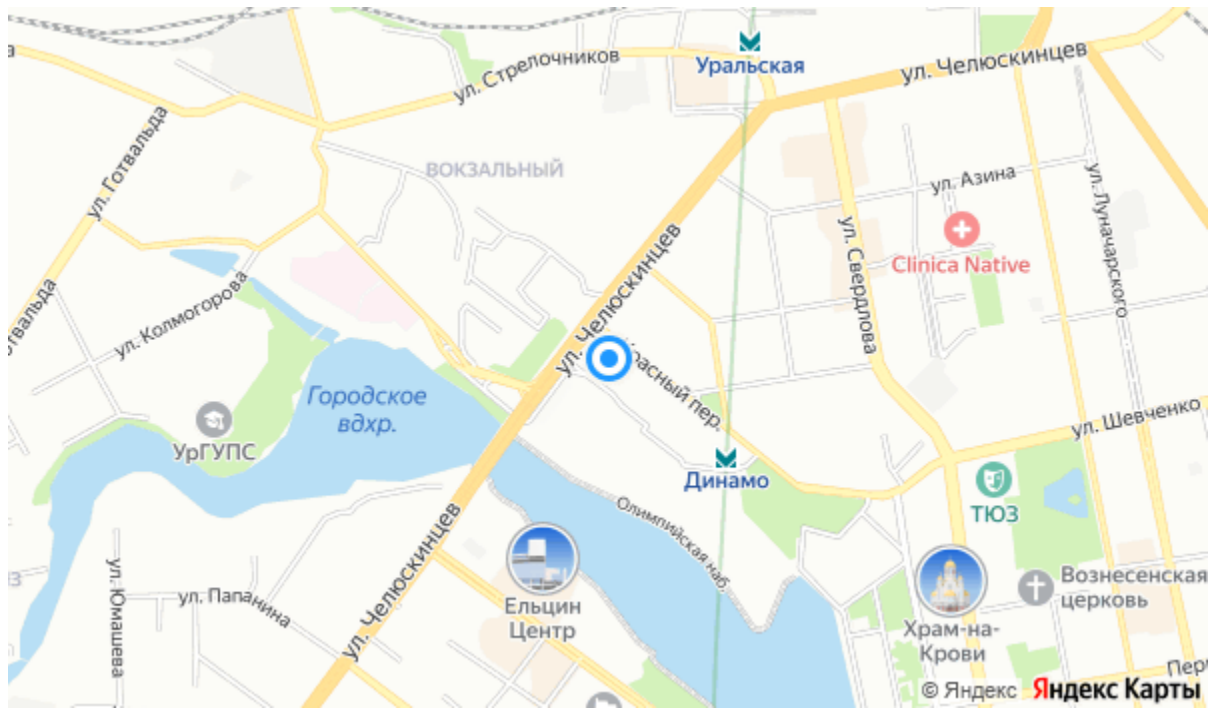 Уральская
ул. Челюскинцев
ул. Стрелочников
ул. Готвальда
ВОКЗАЛЬНЫЙ
ул. Азина
ул. Луначарского
Clinica Native
ул. Свердлова
ул. Челюскинцев
ул. Колмогорова
отвальда
Красный пер.
Городское
вдхр.
УрГУПС
ул. Шевченко
Динамо
ТЮЗ
Олимпийская наб.
ул. Челюскинцев
ул. Юмашева
ул. Папанина
Ельцин
Центр
Вознесенская
церковь
Храм-на-
Крови
Пер
© Яндекс Яндекс Карты